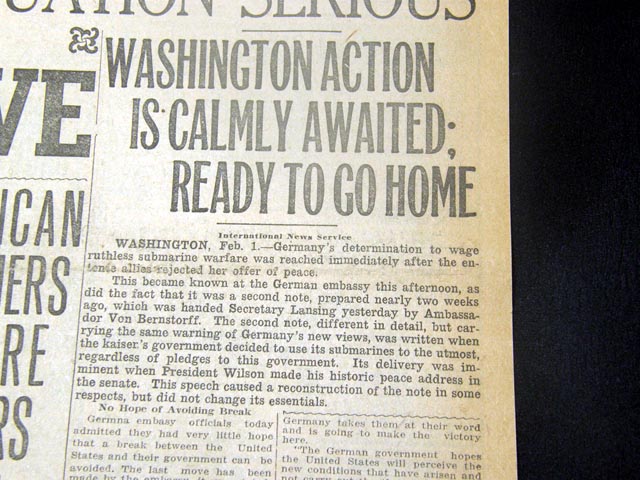 UATION SERIOUS
VE
ICAN
ERS
RE
RS
WASHINGTON ACTION
IS CALMLY AWAITED;
READY TO GO HOME
International News Service
WASHINGTON, Feb. 1.—Germany's determination to wage
ruthless submarine warfare was reached immediately after the en-
tente allies rejected her offer of peace.
This became known at the German embassy this afternoon, as
did the fact that it was a second note, prepared nearly two weeks
ago, which was handed Secretary Lansing yesterday by Ambassa-
dor Von Bernstorff. The second note, different in detail, but car-
rying the same warning of Germany's new views, was written when
the kaiser's government decided to use its submarines to the utmost,
regardless of pledges to this government. Its delivery was im-
minent when President Wilson made his historic peace address in
the senate. This speech caused a reconstruction of the note in some
respects, but did not change its essentials.
No Hope of Avoiding Break
Germna embasy officials today
admitted they had very little hope
that a break between the United
States and their government can be
avoided. The last move has been
made by the embassy, it was
Germany takes them at their word
and is going to make the victory
here.
"The German government hopes
the United States will perceive the
new conditions that have arisen and
not carry out